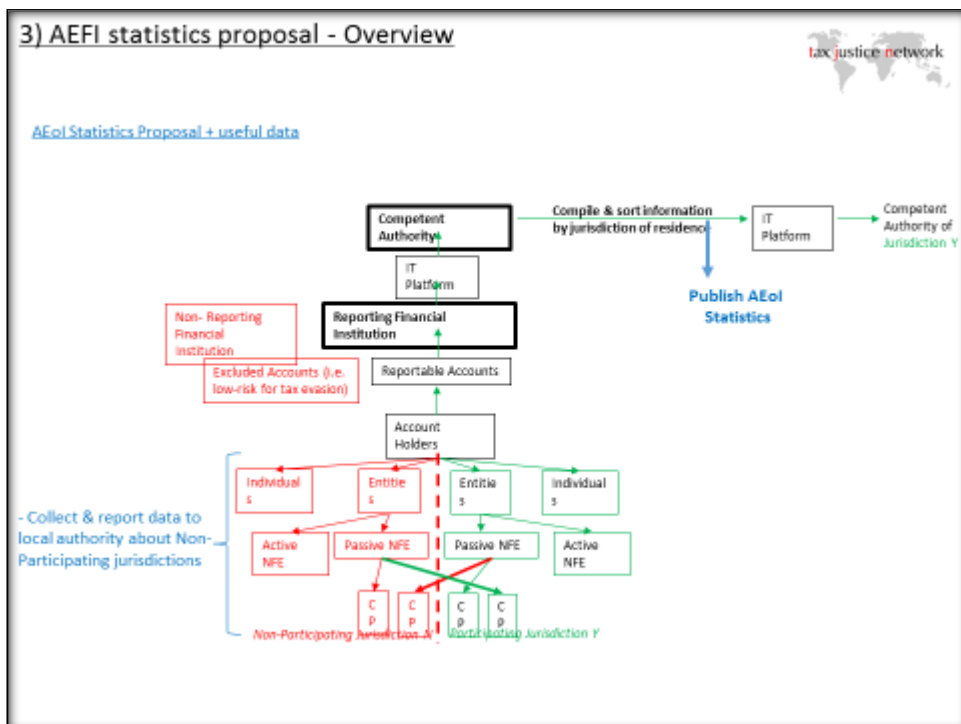 3) AEFI statistics proposal - Overview
tax justice network
AEoI Statistics Proposal + useful data
Competent
Authority
Compile & sort information
by jurisdiction of residence
IT
Platform
Competent
Authority of
Jurisdiction Y
IT
Platform
Publish AEoI
Statistics
Non- Reporting
Financial
Institution
Reporting Financial
Institution
Excluded Accounts (i.e.
low-risk for tax evasion)
Reportable Accounts
Account
Holders
Individual
s
Entitie
s
Entitie
s
Individual
s
- Collect & report data to
local authority about Non-
Participating jurisdictions
Active
NFE
Passive NFE
Passive NFE
Active
NFE
C
P
C
P
C
P
C
P
Non-Participating Jurisdiction N
Participating Jurisdiction Y